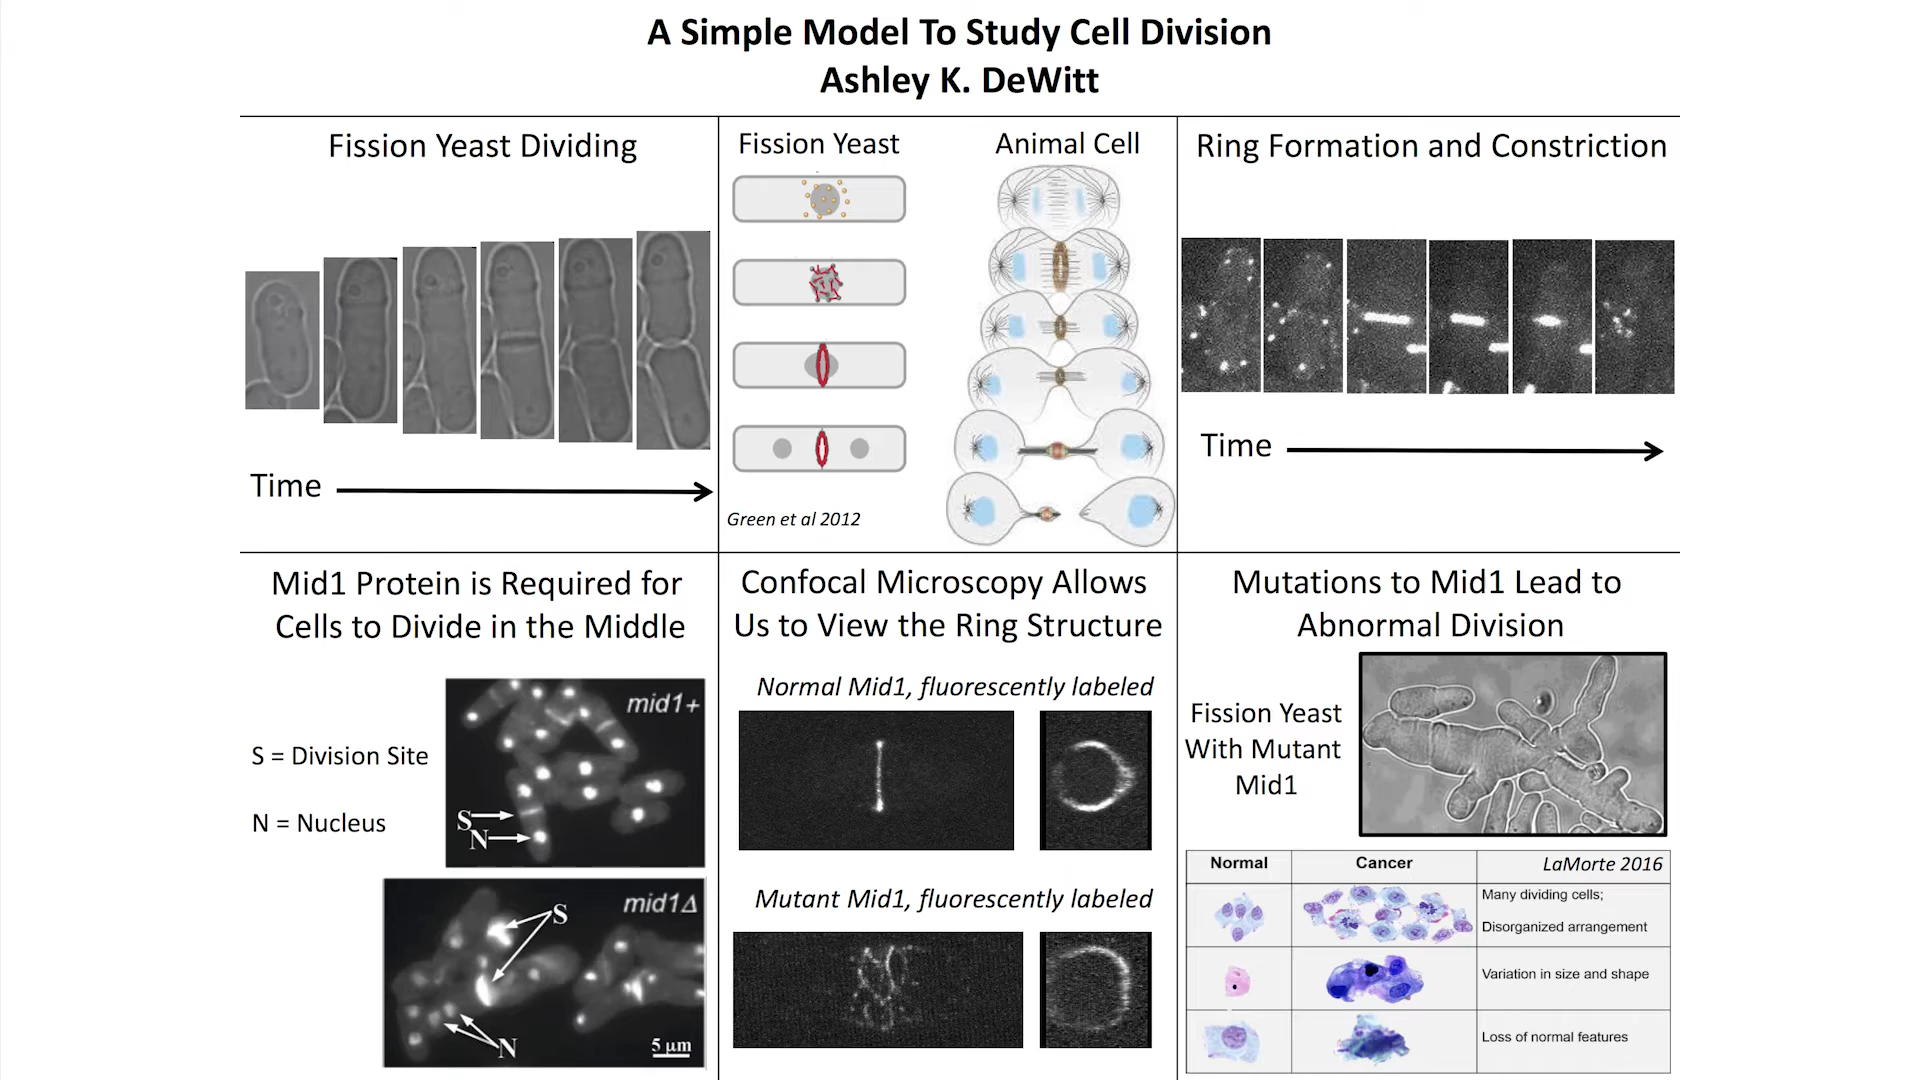 A Simple Model To Study Cell Division
Ashley K. DeWitt
Fission Yeast Dividing
Time
Fission Yeast
Animal Cell
Green et al 2012
Ring Formation and Constriction
Time
Mid1 Protein is Required for
Cells to Divide in the Middle
S = Division Site
N = Nucleus
mid1+
S
N
mid1Δ
S
N
5 μm
Confocal Microscopy Allows
Us to View the Ring Structure
Normal Mid1, fluorescently labeled
Mutant Mid1, fluorescently labeled
Mutations to Mid1 Lead to
Abnormal Division
Fission Yeast
With Mutant
Mid1
Normal
Cancer
LaMorte 2016
Many dividing cells;
Disorganized arrangement
Variation in size and shape
Loss of normal features